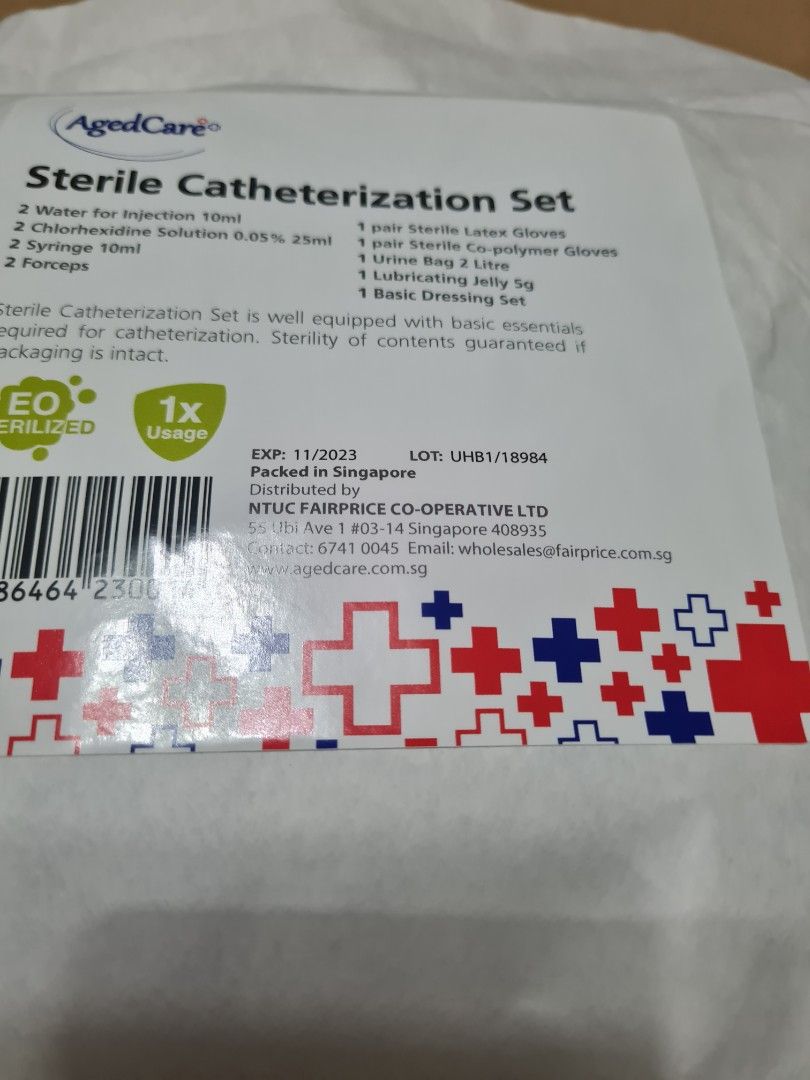 AgedCare
Sterile Catheterization Set
2 Water for Injection 10ml
2 Chlorhexidine Solution 0.05% 25ml
2 Syringe 10ml
2 Forceps
1 pair Sterile Latex Gloves
1 pair Sterile Co-polymer Gloves
1 Urine Bag 2 Litre
1 Lubricating Jelly 5g
1 Basic Dressing Set
Sterile Catheterization Set is well equipped with basic essentials
equired for catheterization. Sterility of contents guaranteed if
ackaging is intact.
EO
ERILIZED
1x
Usage
EXP: 11/2023 LOT: UHB1/18984
Packed in Singapore
Distributed by
NTUC FAIRPRICE CO-OPERATIVE LTD
55 Ubi Ave 1 #03-14 Singapore 408935
Contact: 6741 0045 Email: wholesales@fairprice.com.sg
www.agedcare.com.sg
86464